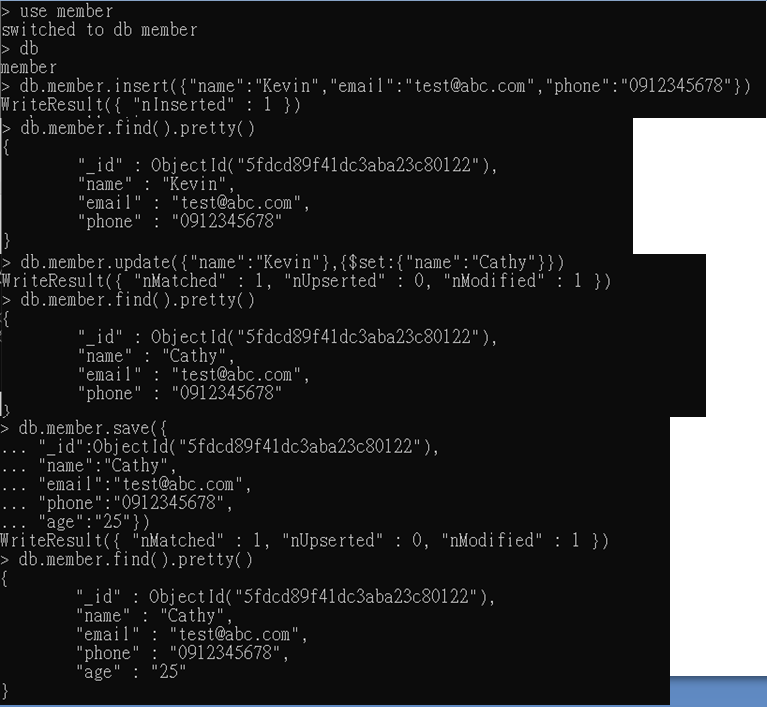 > use member
switched to db member
> db
member
> db.member.insert({"name":"Kevin","email":"test@abc.com","phone":"0912345678"})
WriteResult({ "nInserted" : 1 })
> db.member.find().pretty()
{
        "_id" : ObjectId("5fdcd89f41dc3aba23c80122"),
        "name" : "Kevin",
        "email" : "test@abc.com",
        "phone" : "0912345678"
}
> db.member.update({"name":"Kevin"},{$set:{"name":"Cathy"}})
WriteResult({ "nMatched" : 1, "nUpserted" : 0, "nModified" : 1 })
> db.member.find().pretty()
{
        "_id" : ObjectId("5fdcd89f41dc3aba23c80122"),
        "name" : "Cathy",
        "email" : "test@abc.com",
        "phone" : "0912345678"
}
> db.member.save({
... "_id":ObjectId("5fdcd89f41dc3aba23c80122"),
... "name":"Cathy",
... "email":"test@abc.com",
... "phone":"0912345678",
... "age":"25"})
WriteResult({ "nMatched" : 1, "nUpserted" : 0, "nModified" : 1 })
> db.member.find().pretty()
{
        "_id" : ObjectId("5fdcd89f41dc3aba23c80122"),
        "name" : "Cathy",
        "email" : "test@abc.com",
        "phone" : "0912345678",
        "age" : "25"
}